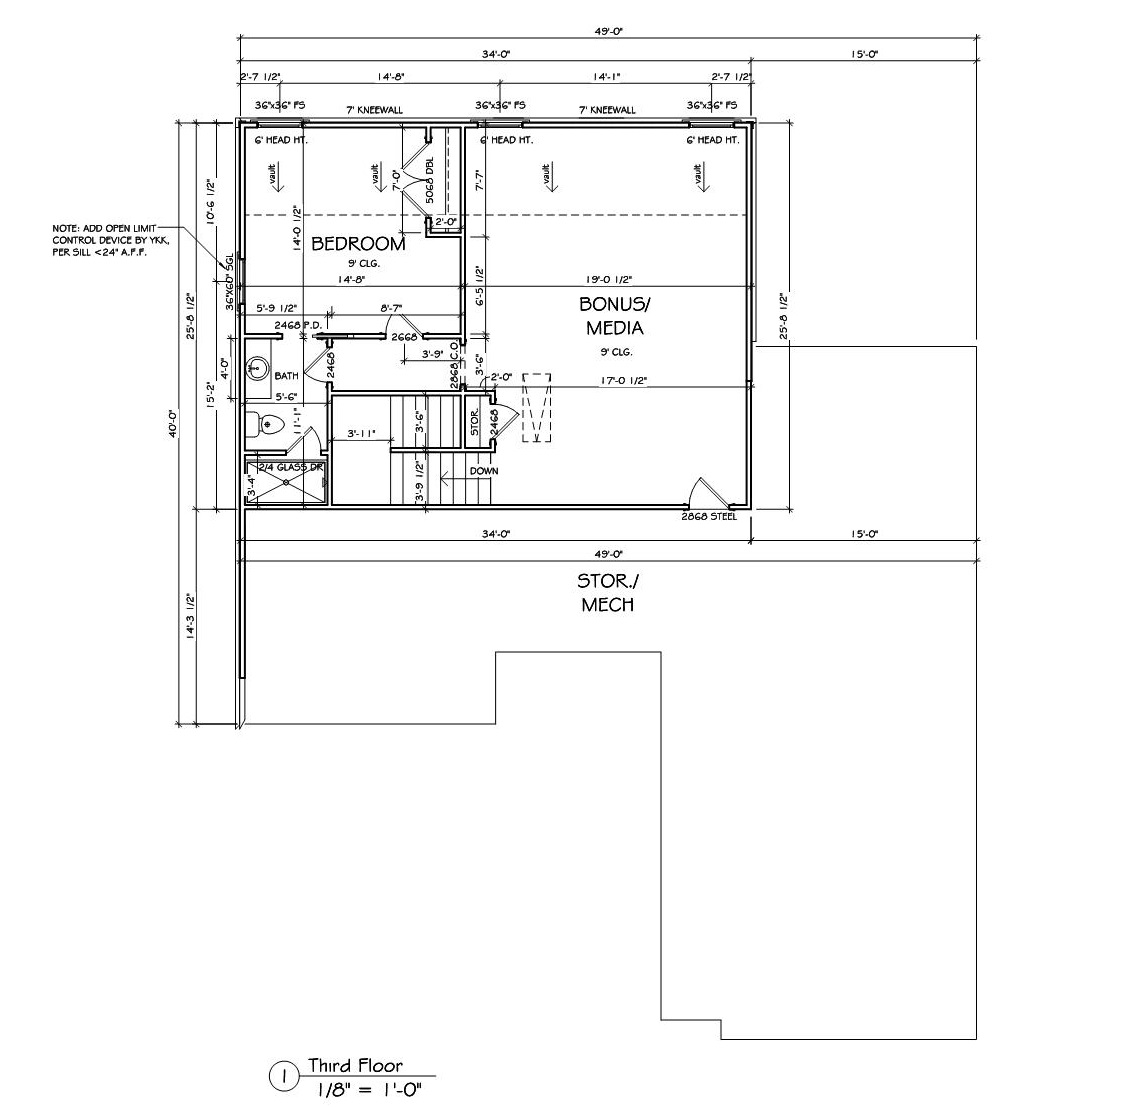 49'-0"
34'-0"
15'-0"
2'-7 1/2"
14'-8"
14'-1"
2'-7 1/2"
36"x36" FS
7' KNEEWALL
36"x36" FS
7' KNEEWALL
36"x36" FS
6' HEAD HT.
6' HEAD HT.
6' HEAD HT.
vault
vault
vault
vault
7'-0"
5068 DBL
7'-7"
10'-6 1/2"
14'-0 1/2"
2'-0"
NOTE: ADD OPEN LIMIT
CONTROL DEVICE BY YKK,
PER SILL <24" A.F.F.
BEDROOM
9' CLG.
36"X60" SGL
14'-8"
19'-0 1/2"
6'-5 1/2"
BONUS/
MEDIA
9' CLG.
25'-8 1/2"
25'-8 1/2"
5'-9 1/2"
8'-7"
2468 P.D.
2668
3'-9"
2868 C.O.
3'-6"
2468
4'-0"
BATH
2'-0"
17'-0 1/2"
15'-2"
5'-6"
40'-0"
11'-1"
3'-11"
3'-6"
STOR.
2468
2/4 GLASS DR
3'-4"
3'-9 1/2"
DOWN
2868 STEEL
34'-0"
15'-0"
49'-0"
STOR./
MECH
14'-3 1/2"
1
Third Floor
1/8" = 1'-0"